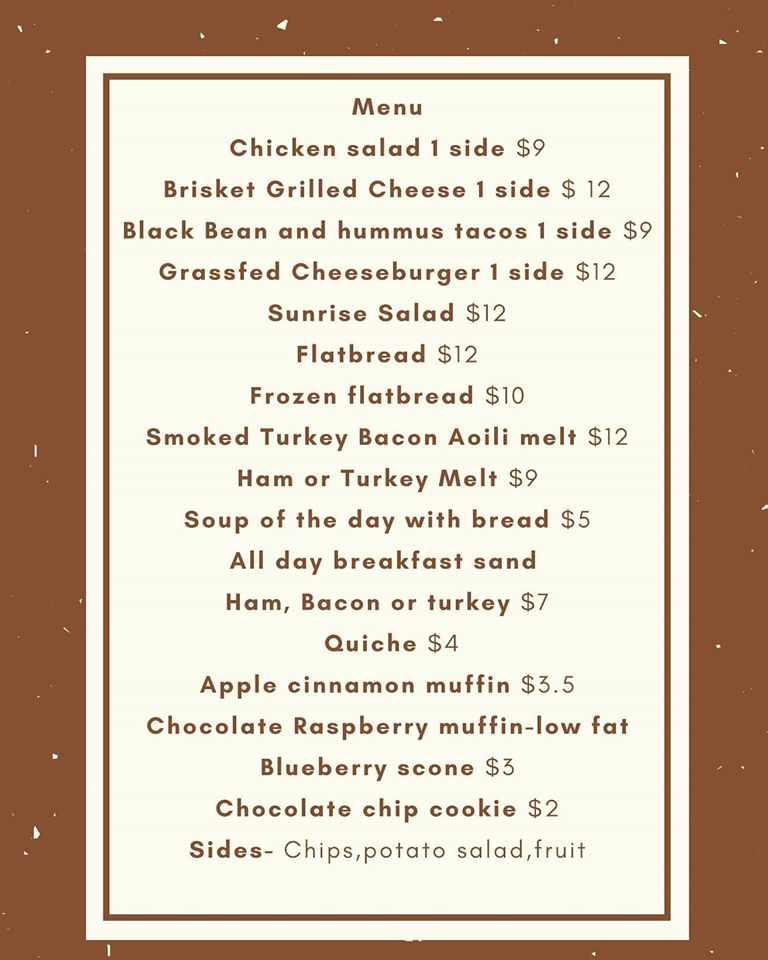 Menu
Chicken salad 1 side $9
Brisket Grilled Cheese 1 side $ 12
Black Bean and hummus tacos 1 side $9
Grassfed Cheeseburger 1 side $12
Sunrise Salad $12
Flatbread $12
Frozen flatbread $10
Smoked Turkey Bacon Aoili melt $12
Ham or Turkey Melt $9
Soup of the day with bread $5
All day breakfast sand
Ham, Bacon or turkey $7
Quiche $4
Apple cinnamon muffin $3.5
Chocolate Raspberry muffin-low fat
Blueberry scone $3
Chocolate chip cookie $2
Sides- Chips,potato salad,fruit